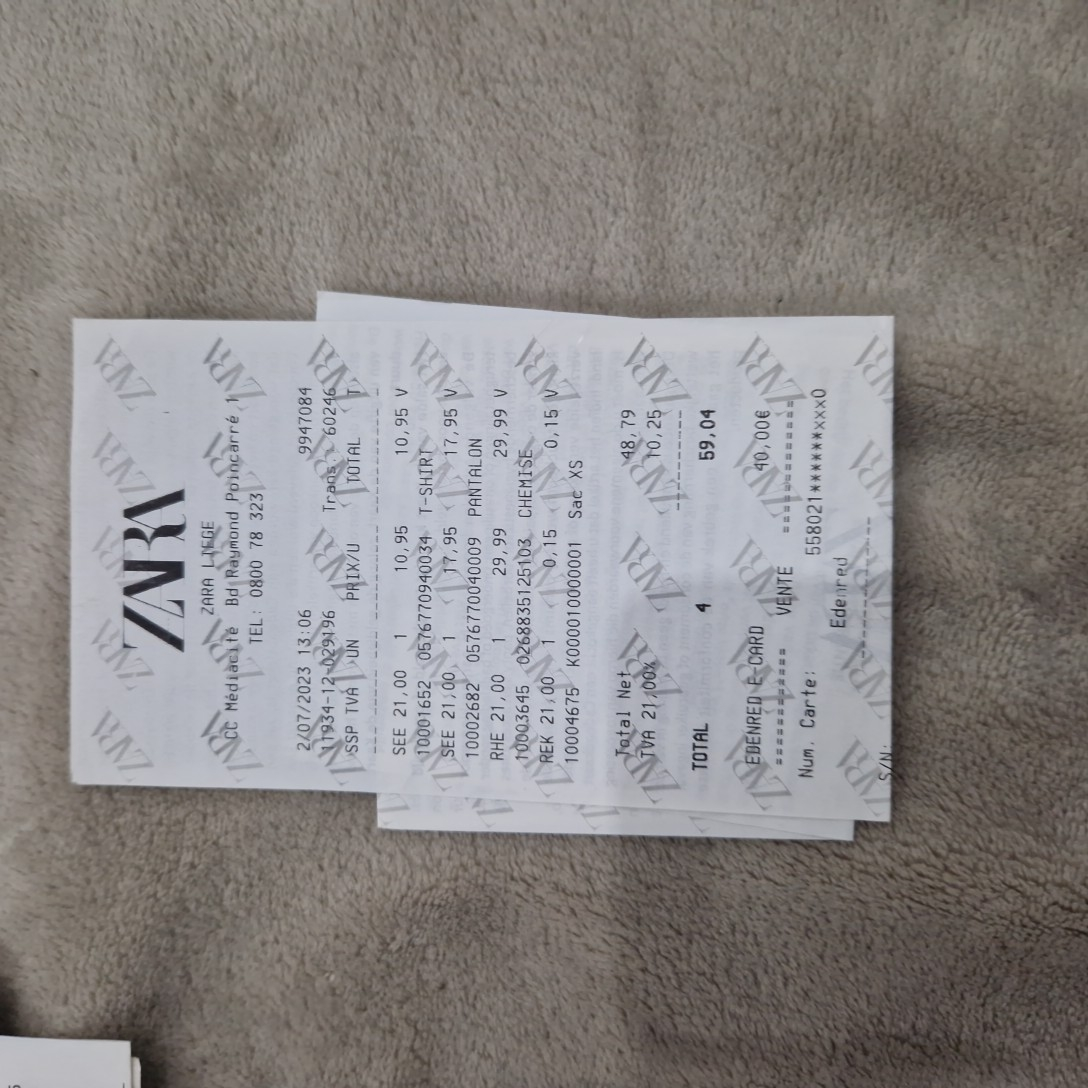 ZARA
ZARA LIEGE
CC Médiacité Bd Raymond Poincarré 1
TEL: 0800 78 323
2/07/2023 13:06 9947084
11934-12-029196 Trans. 60246
SSP TVA UN PRIX/U TOTAL T
SEE 21,00 1 10,95 10,95 V
10001652 0576770940034 T-SHIRT
SEE 21,00 1 17,95 17,95 V
10002682 0576770040009 PANTALON
RHE 21,00 1 29,99 29,99 V
10003645 0268835125103 CHEMISE
REK 21,00 1 0,15 0,15 V
10004675 K000010000001 Sac XS
Total Net 48,79
TVA 21,00% 10,25
TOTAL 4 59,04
EDENRED E-CARD 40,00€
========== VENTE ===========
Num. Carte: 558021*******xxx0
Edenred
S/N: